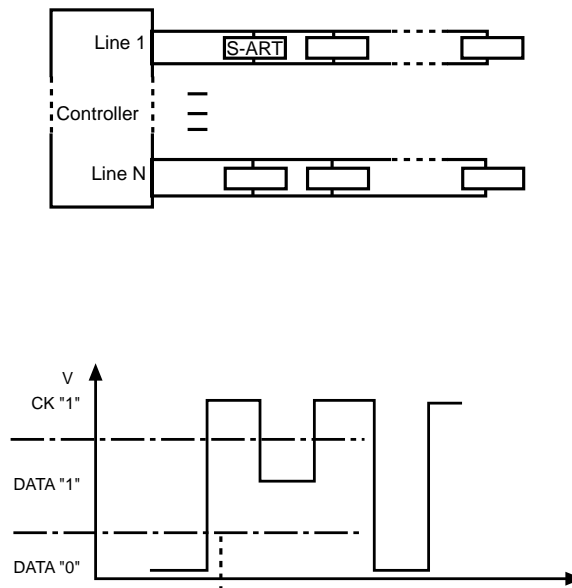 Line 1
S-ART
Controller
Line N
V
CK "1"
DATA "1"
DATA "0"